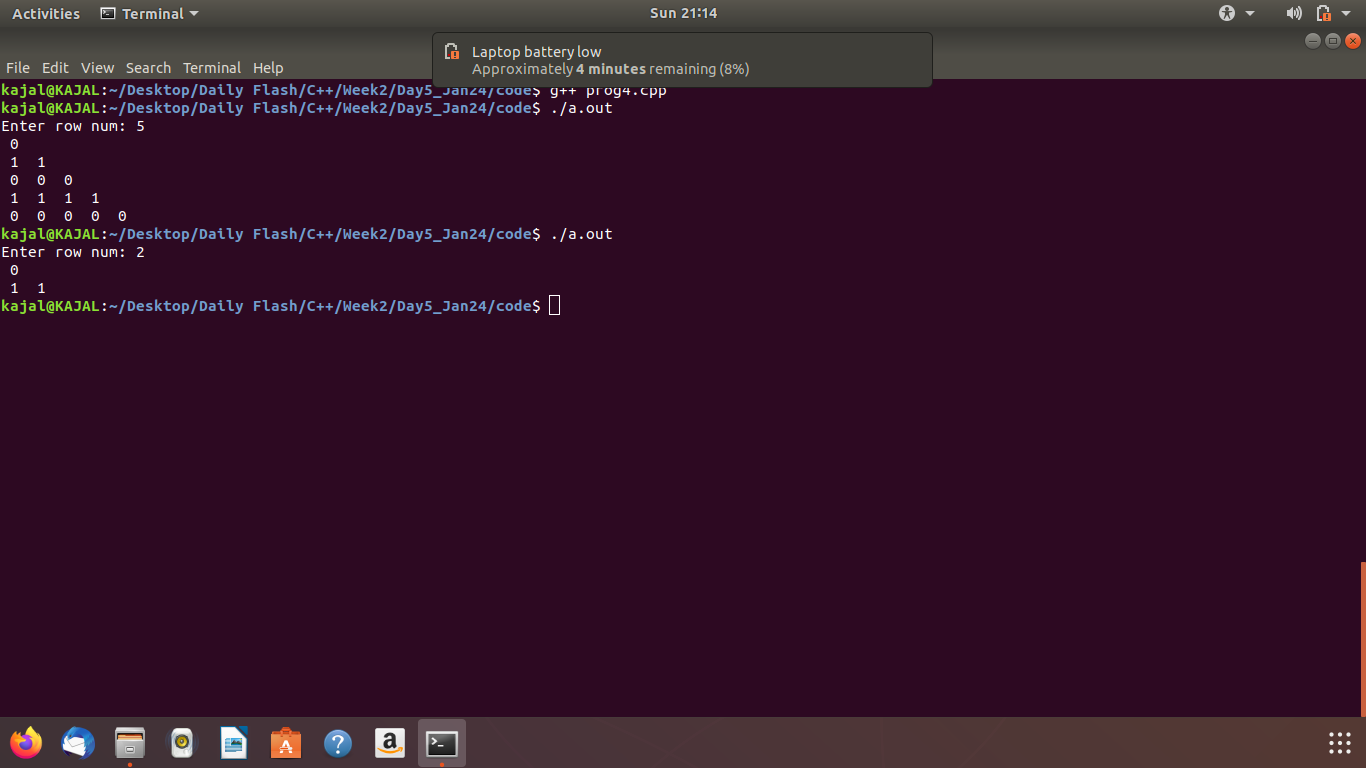 Activities Terminal Sun 21:14
Laptop battery low
Approximately 4 minutes remaining (8%)
File Edit View Search Terminal Help
kajal@KAJAL:~/Desktop/Daily Flash/C++/Week2/Day5_Jan24/code$ g++ prog4.cpp
kajal@KAJAL:~/Desktop/Daily Flash/C++/Week2/Day5_Jan24/code$ ./a.out
Enter row num: 5
0
1 1
0 0 0
1 1 1 1
0 0 0 0 0
kajal@KAJAL:~/Desktop/Daily Flash/C++/Week2/Day5_Jan24/code$ ./a.out
Enter row num: 2
0
1 1
kajal@KAJAL:~/Desktop/Daily Flash/C++/Week2/Day5_Jan24/code$